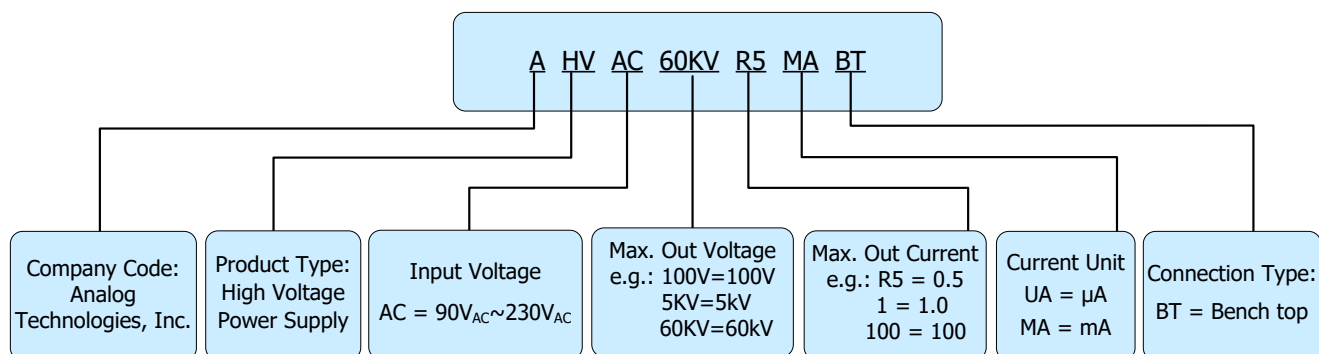 A HV AC 60KV R5 MA BT
Company Code:
Analog
Technologies, Inc.
Product Type:
High Voltage
Power Supply
Input Voltage
AC = 90VAC~230VAC
Max. Out Voltage
e.g.: 100V=100V
5KV=5kV
60KV=60kV
Max. Out Current
e.g.: R5 = 0.5
1 = 1.0
100 = 100
Current Unit
UA = µA
MA = mA
Connection Type:
BT = Bench top